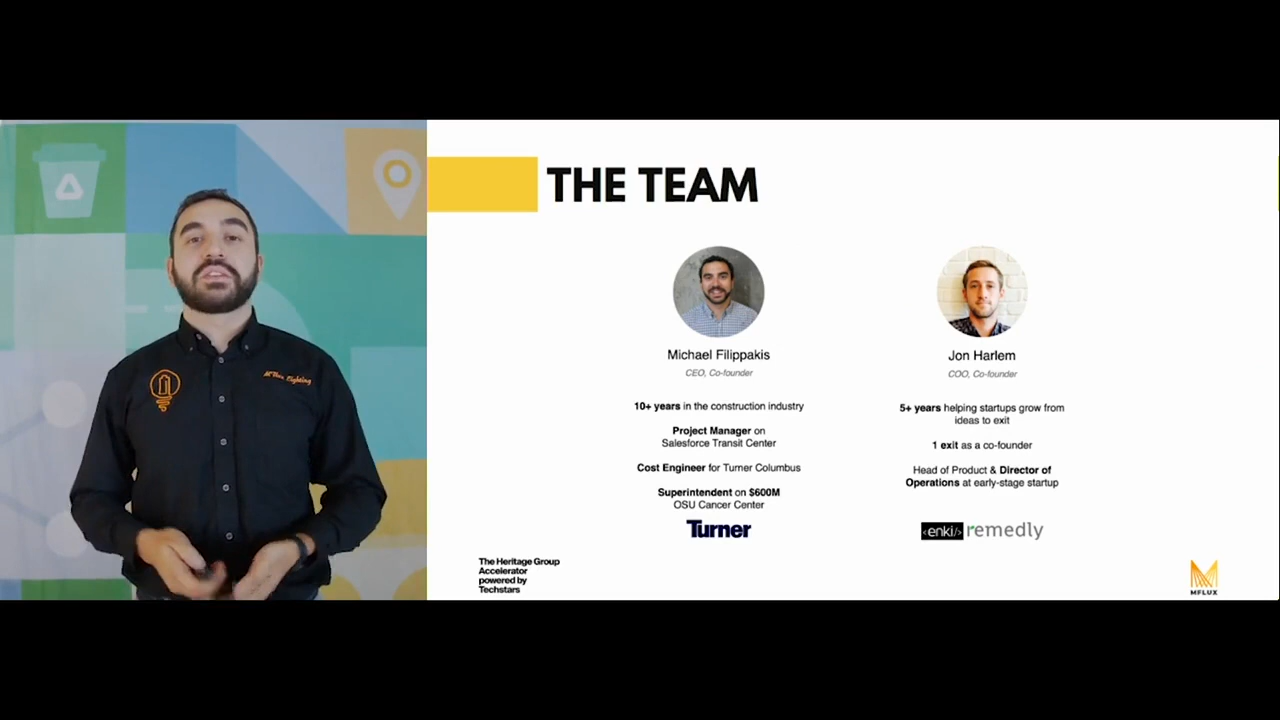 THE TEAM
Michael Filippakis
CEO, Co-founder
10+ years in the construction industry
Project Manager on
Salesforce Transit Center
Cost Engineer for Turner Columbus
Superintendent on $600M
OSU Cancer Center
Turner
Jon Harlem
COO, Co-founder
5+ years helping startups grow from
ideas to exit
1 exit as a co-founder
Head of Product & Director of
Operations at early-stage startup
<enki/>
remedly
The Heritage Group
Accelerator
powered by
Techstars
MFLUX
MFlux Lighting